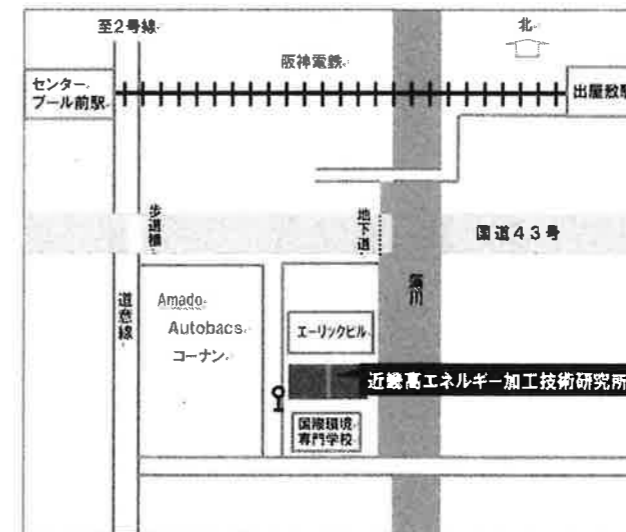 至2号線
北
阪神電鉄
センター
プール前駅
出屋敷駅
歩道橋
地下道
国道43号
道意線
蓬川
Amado
Autobacs
コーナン
エーリックビル
近畿高エネルギー加工技術研究所
国際環境
専門学校